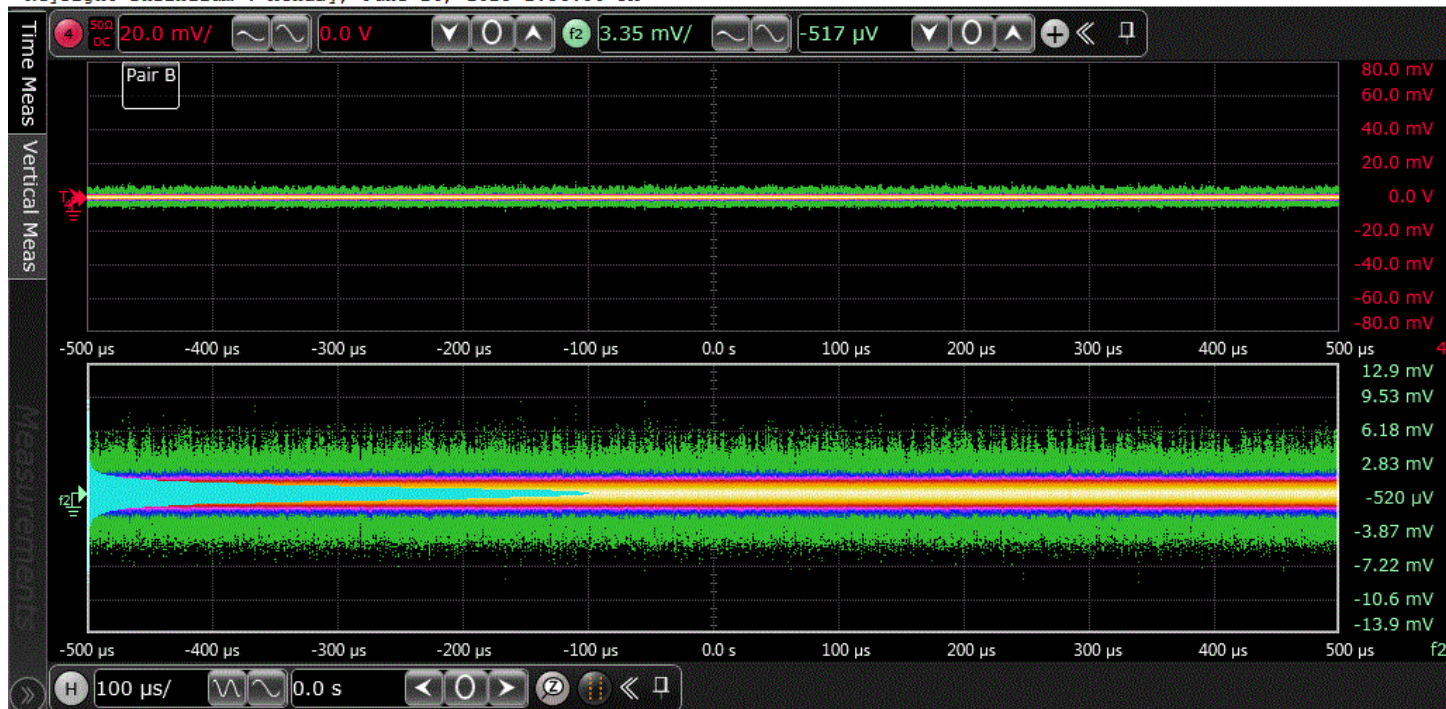 4 50Ω DC 20.0 mV/ 0.0 V f2 3.35 mV/ -517 µV
Time Meas
Vertical Meas
Measurements
Pair B
80.0 mV
60.0 mV
40.0 mV
20.0 mV
0.0 V
-20.0 mV
-40.0 mV
-60.0 mV
-80.0 mV
-500 µs -400 µs -300 µs -200 µs -100 µs 0.0 s 100 µs 200 µs 300 µs 400 µs 500 µs 4
12.9 mV
9.53 mV
6.18 mV
2.83 mV
f2
-520 µV
-3.87 mV
-7.22 mV
-10.6 mV
-13.9 mV
-500 µs -400 µs -300 µs -200 µs -100 µs 0.0 s 100 µs 200 µs 300 µs 400 µs 500 µs f2
H 100 µs/ 0.0 s Z